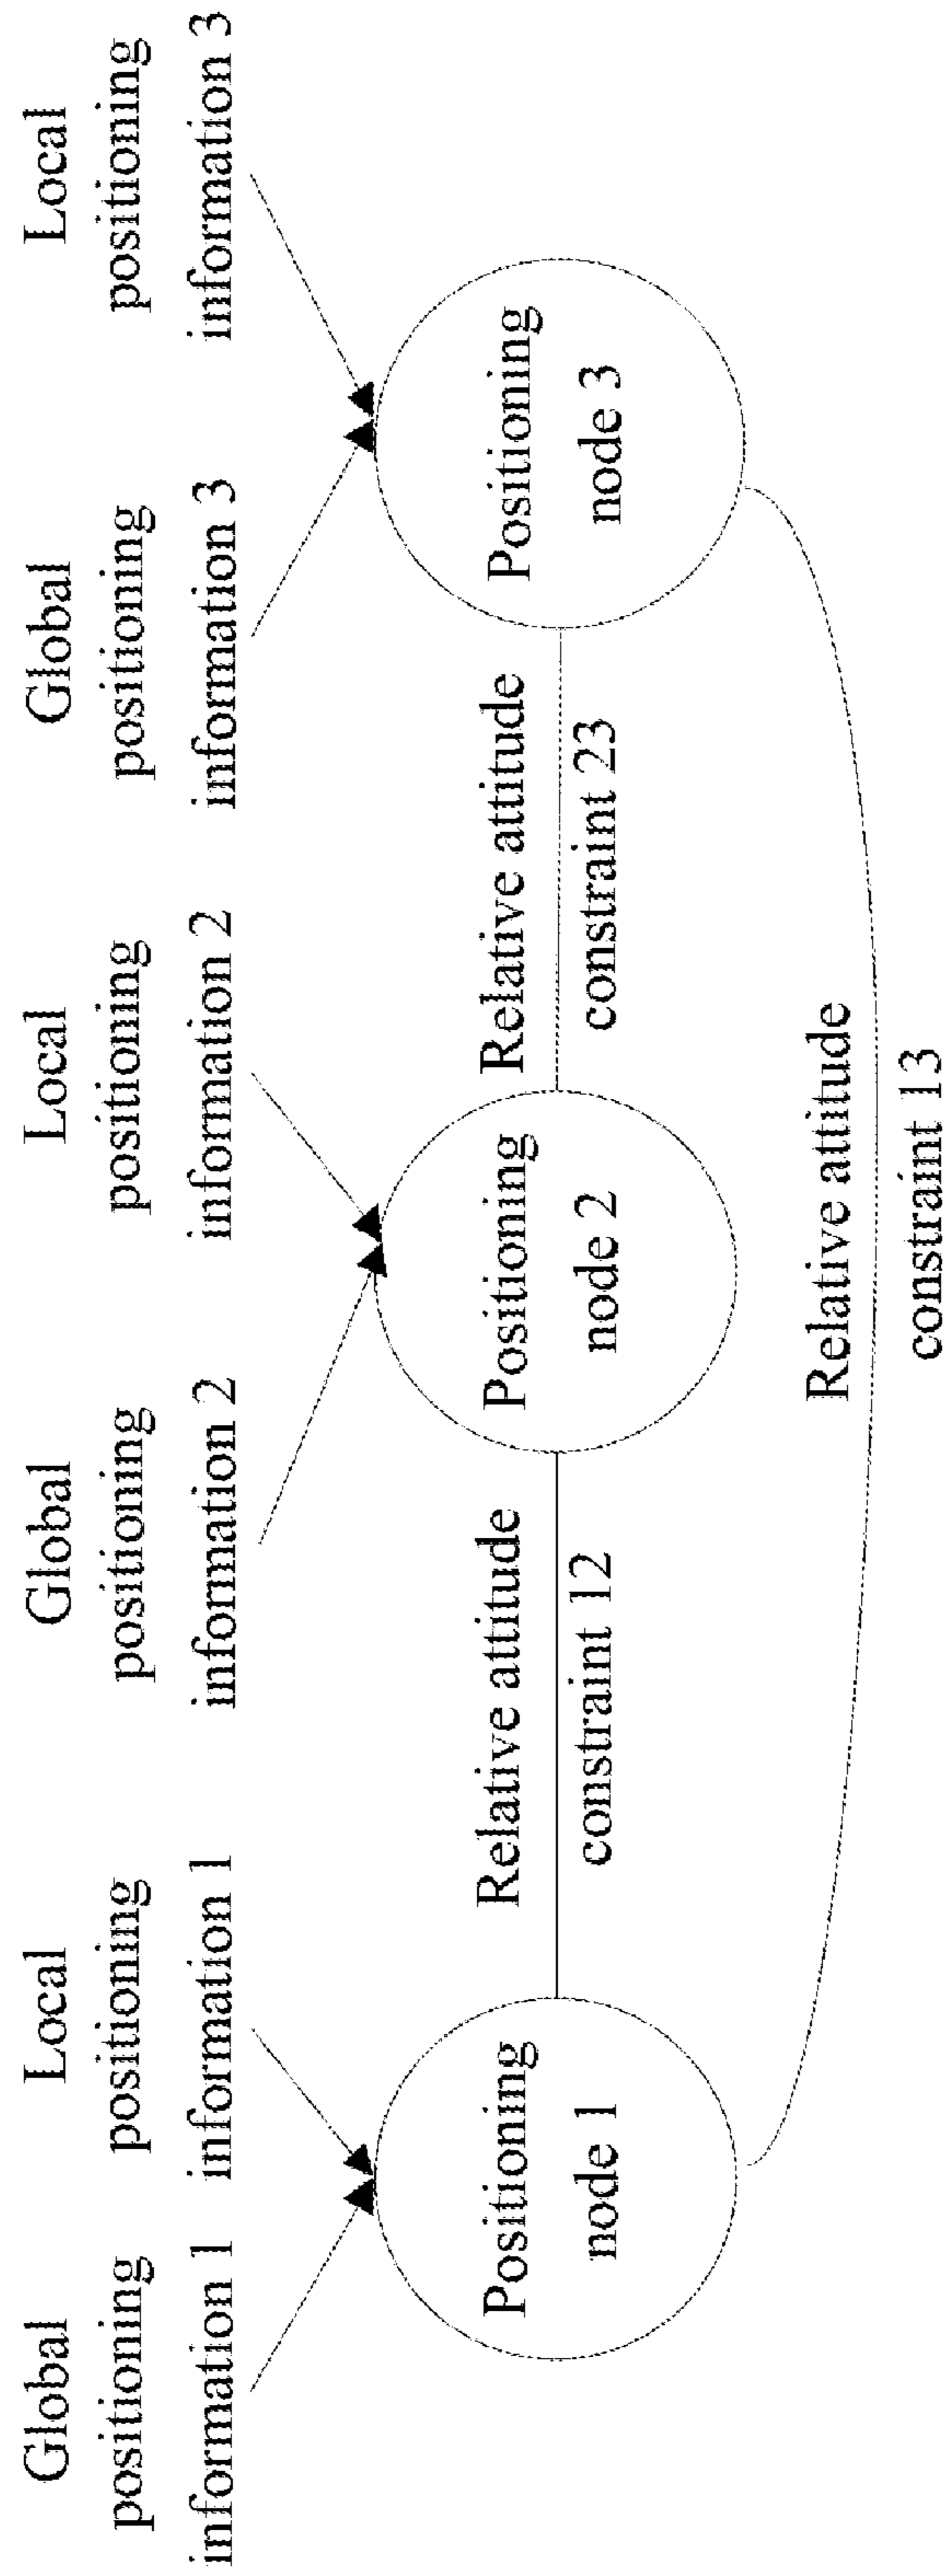 Global
positioning
information 1
Local
positioning
information 1
Global
positioning
information 2
Local
positioning
information 2
Global
positioning
information 3
Local
positioning
information 3
Positioning
node 1
Relative attitude
constraint 12
Positioning
node 2
Relative attitude
constraint 23
Positioning
node 3
Relative attitude
constraint 13